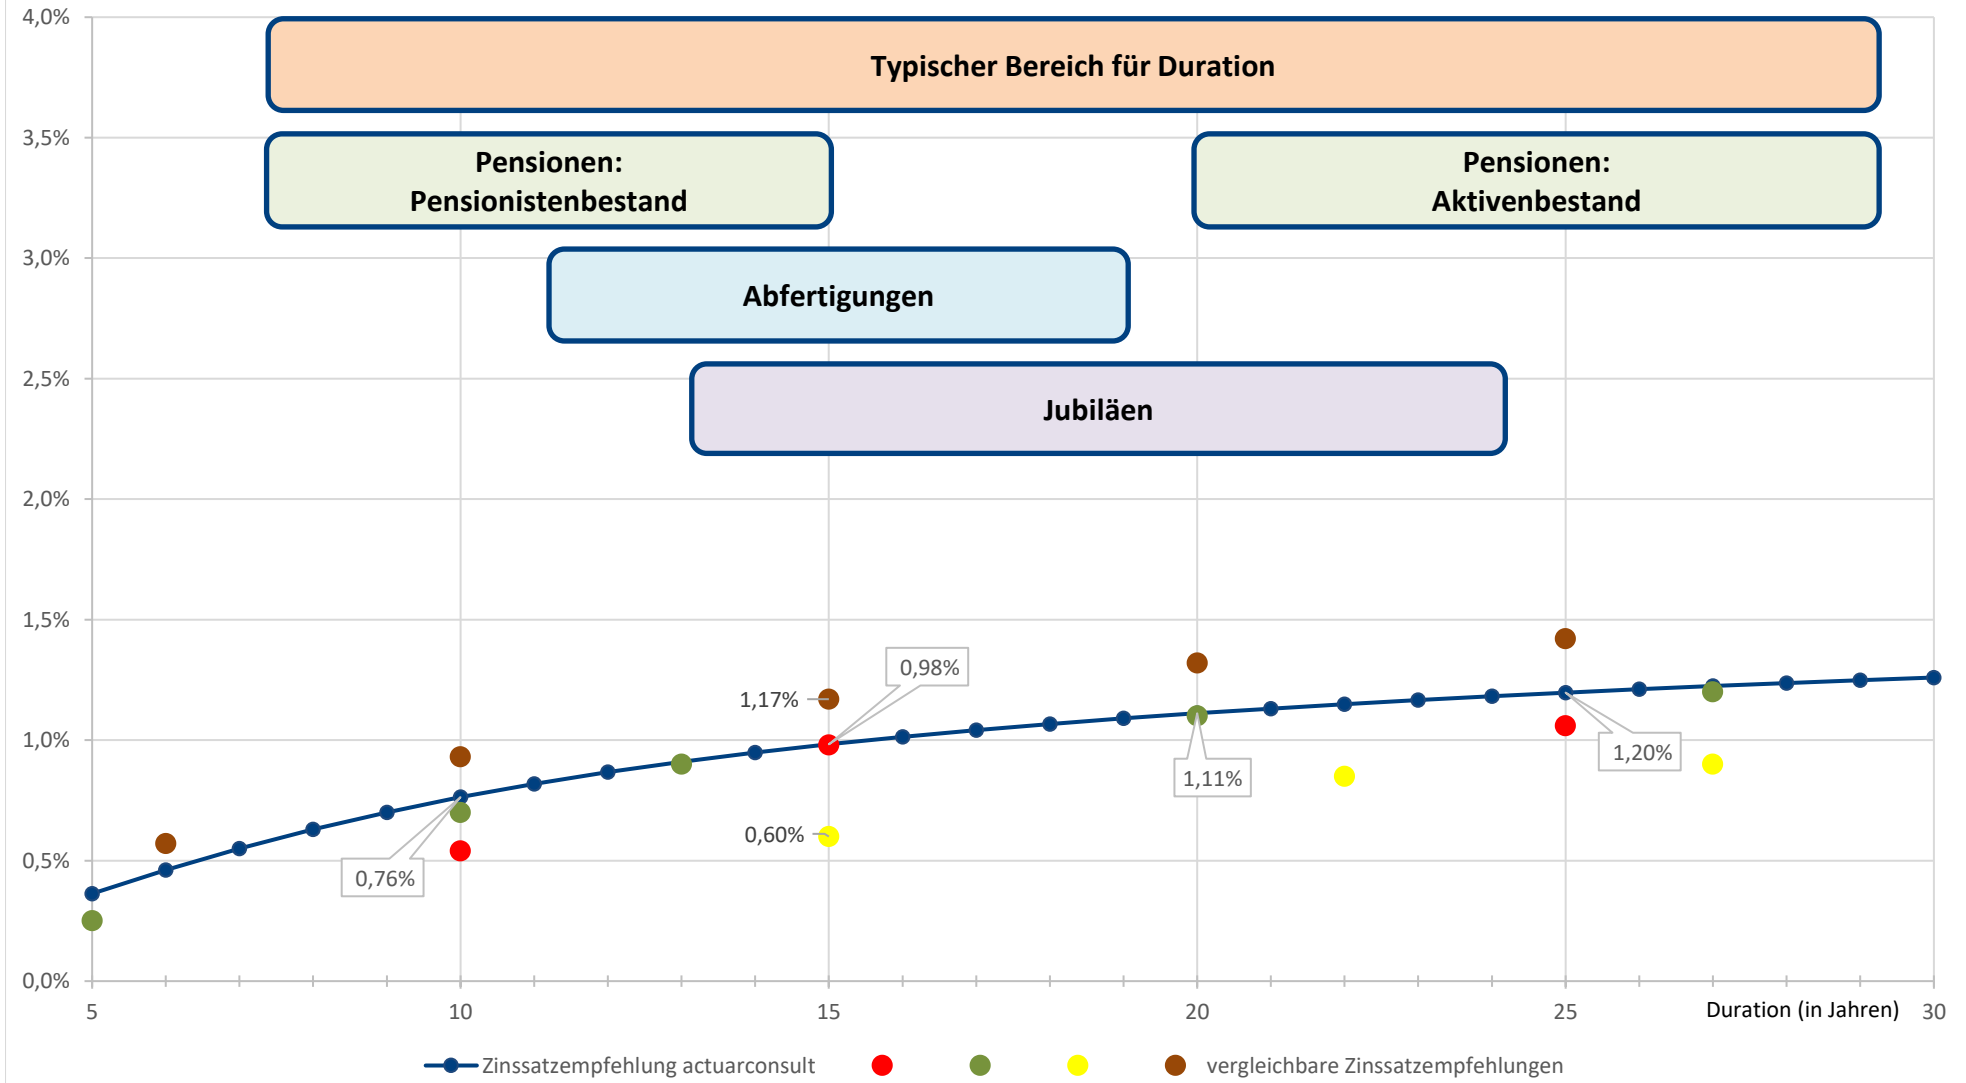 4,0%
Typischer Bereich für Duration
3,5%
Pensionen:
Pensionistenbestand
Pensionen:
Aktivenbestand
3,0%
Abfertigungen
2,5%
Jubiläen
2,0%
1,5%
0,98%
1,17%
1,0%
1,20%
1,11%
0,60%
0,5%
0,76%
0,0%
5
10
15
20
25
Duration (in Jahren)
30
Zinssatzempfehlung actuarconsult
vergleichbare Zinssatzempfehlungen